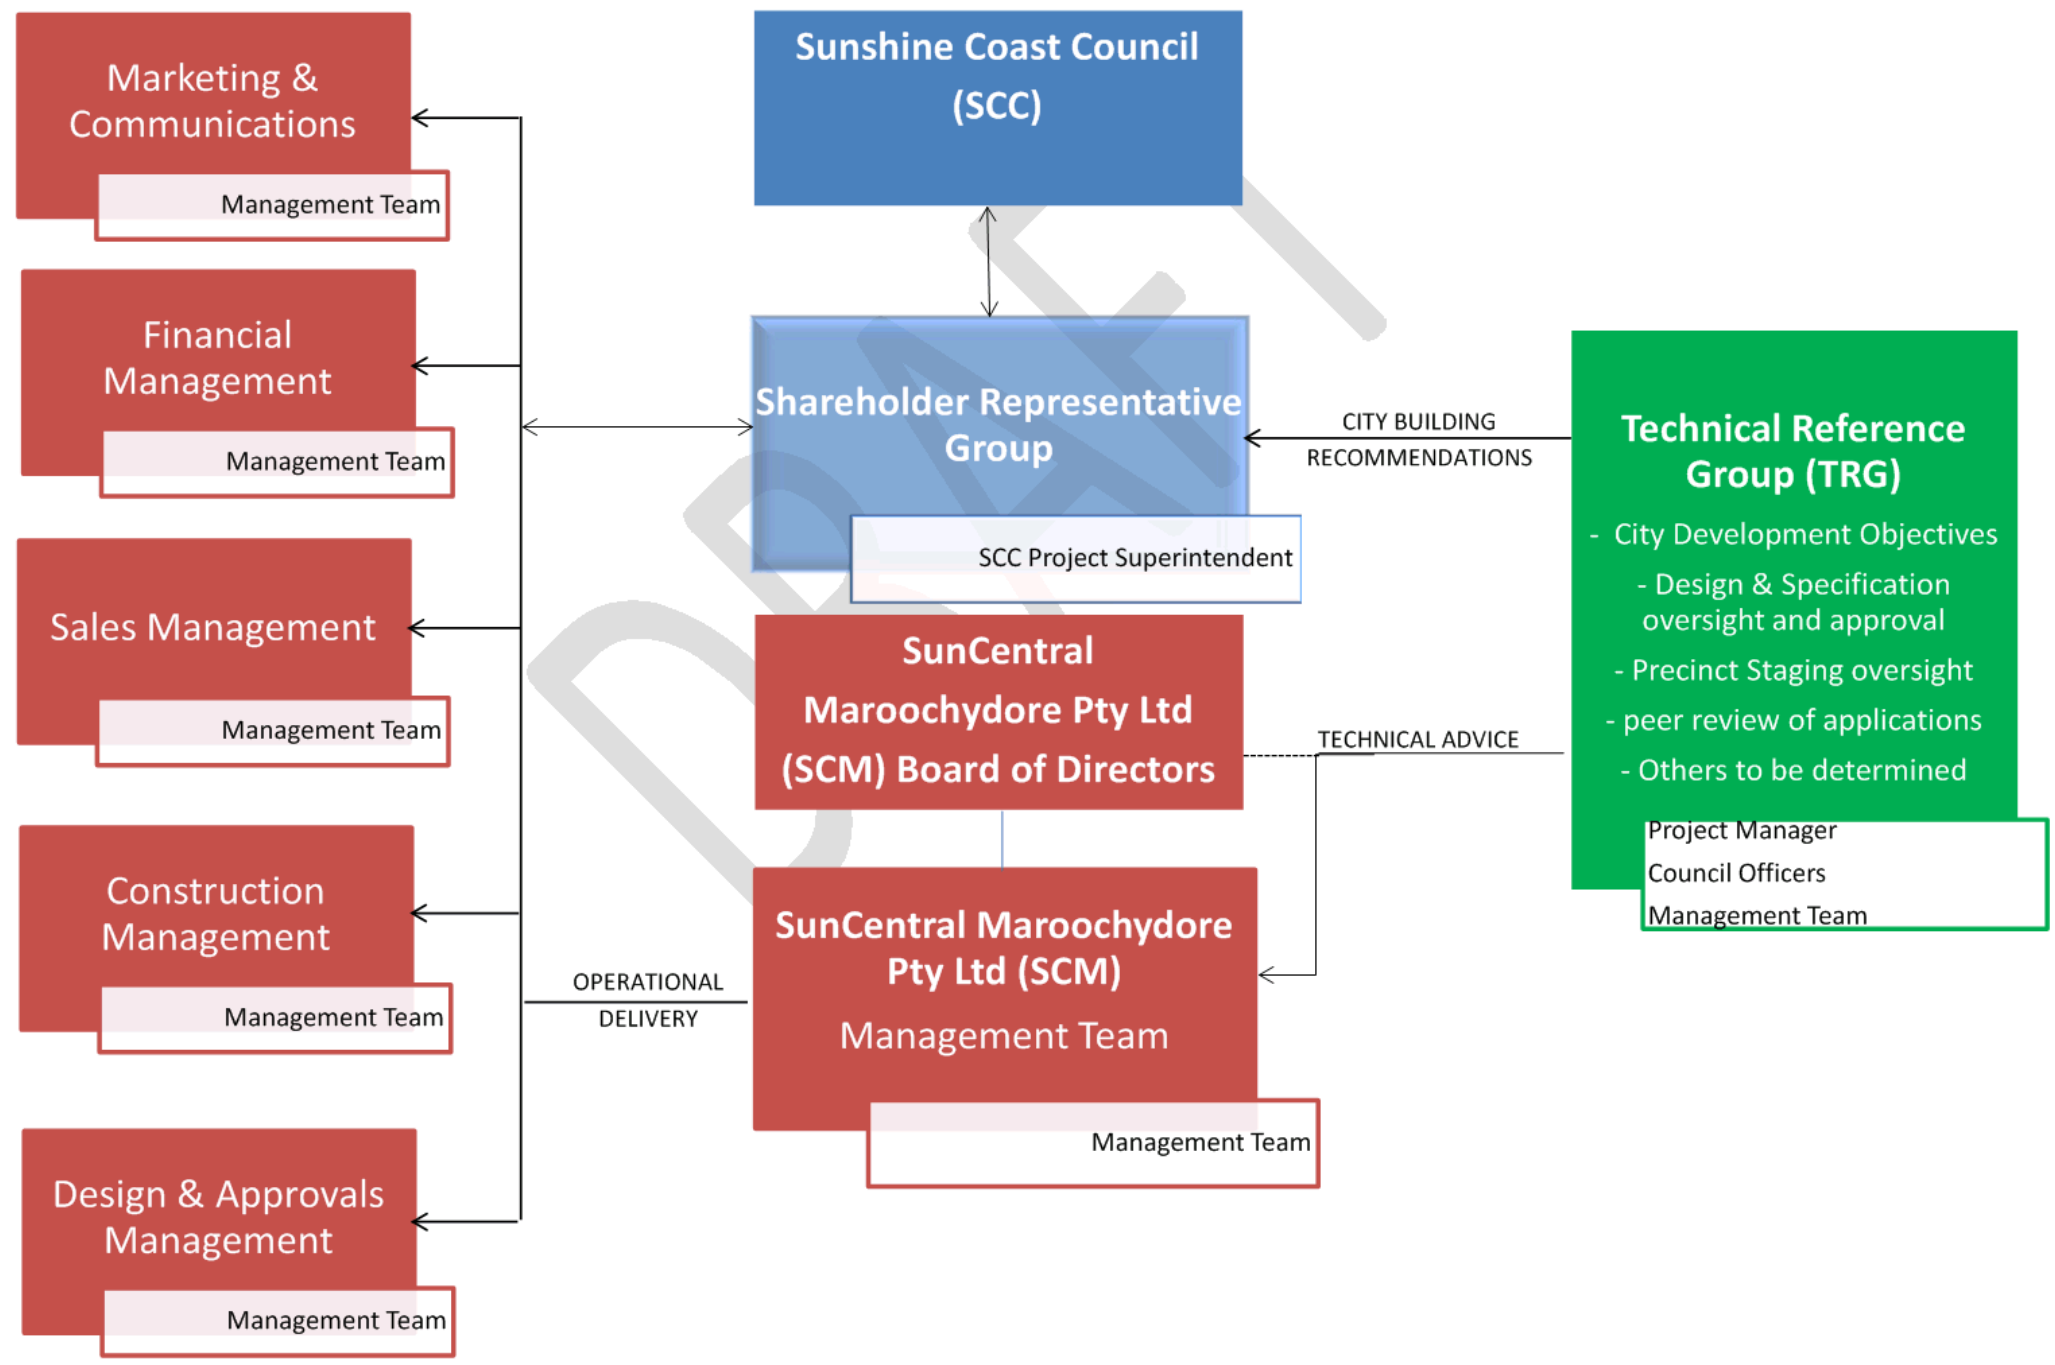 Marketing &
Communications
Management Team
Financial
Management
Management Team
Sales Management
Management Team
Construction
Management
Management Team
Design & Approvals
Management
Management Team
Sunshine Coast Council
(SCC)
Shareholder Representative
Group
SCC Project Superintendent
SunCentral
Maroochydore Pty Ltd
(SCM) Board of Directors
SunCentral Maroochydore
Pty Ltd (SCM)
Management Team
Management Team
OPERATIONAL
DELIVERY
CITY BUILDING
RECOMMENDATIONS
TECHNICAL ADVICE
Technical Reference
Group (TRG)
- City Development Objectives
- Design & Specification
oversight and approval
- Precinct Staging oversight
- peer review of applications
- Others to be determined
Project Manager
Council Officers
Management Team
DRAFT